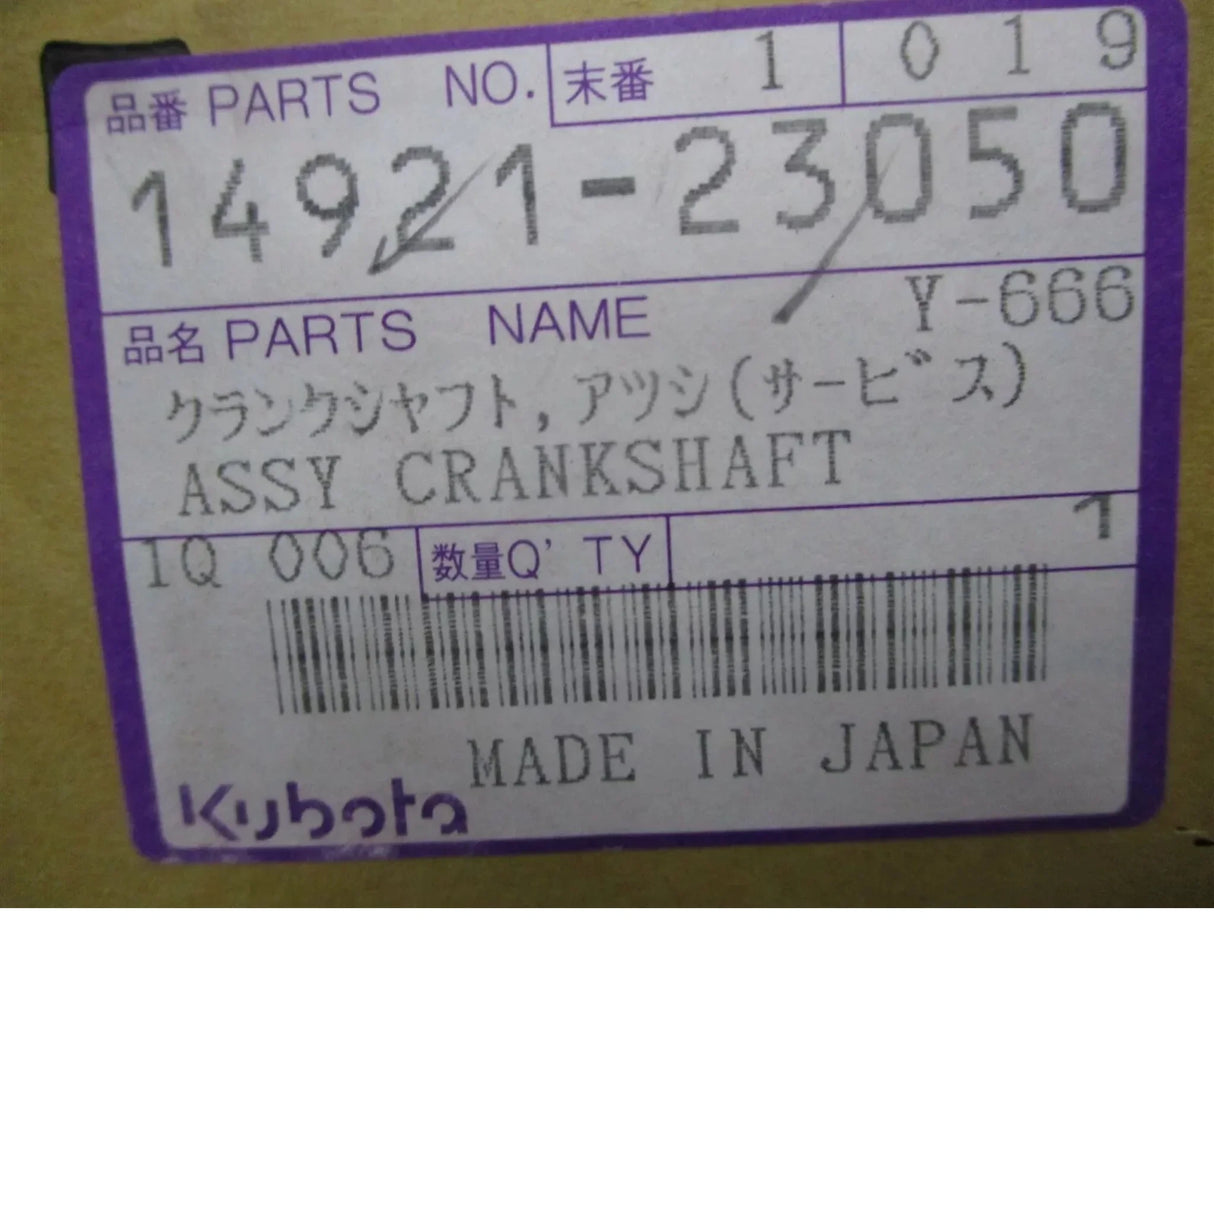 品番 PARTS NO. 末番 1 019
14921-23050
品名 PARTS NAME Y-666
クランクシャフト,アツシ(サービス)
ASSY CRANKSHAFT
1Q 006 数量Q'TY 1
MADE IN JAPAN
Kubota